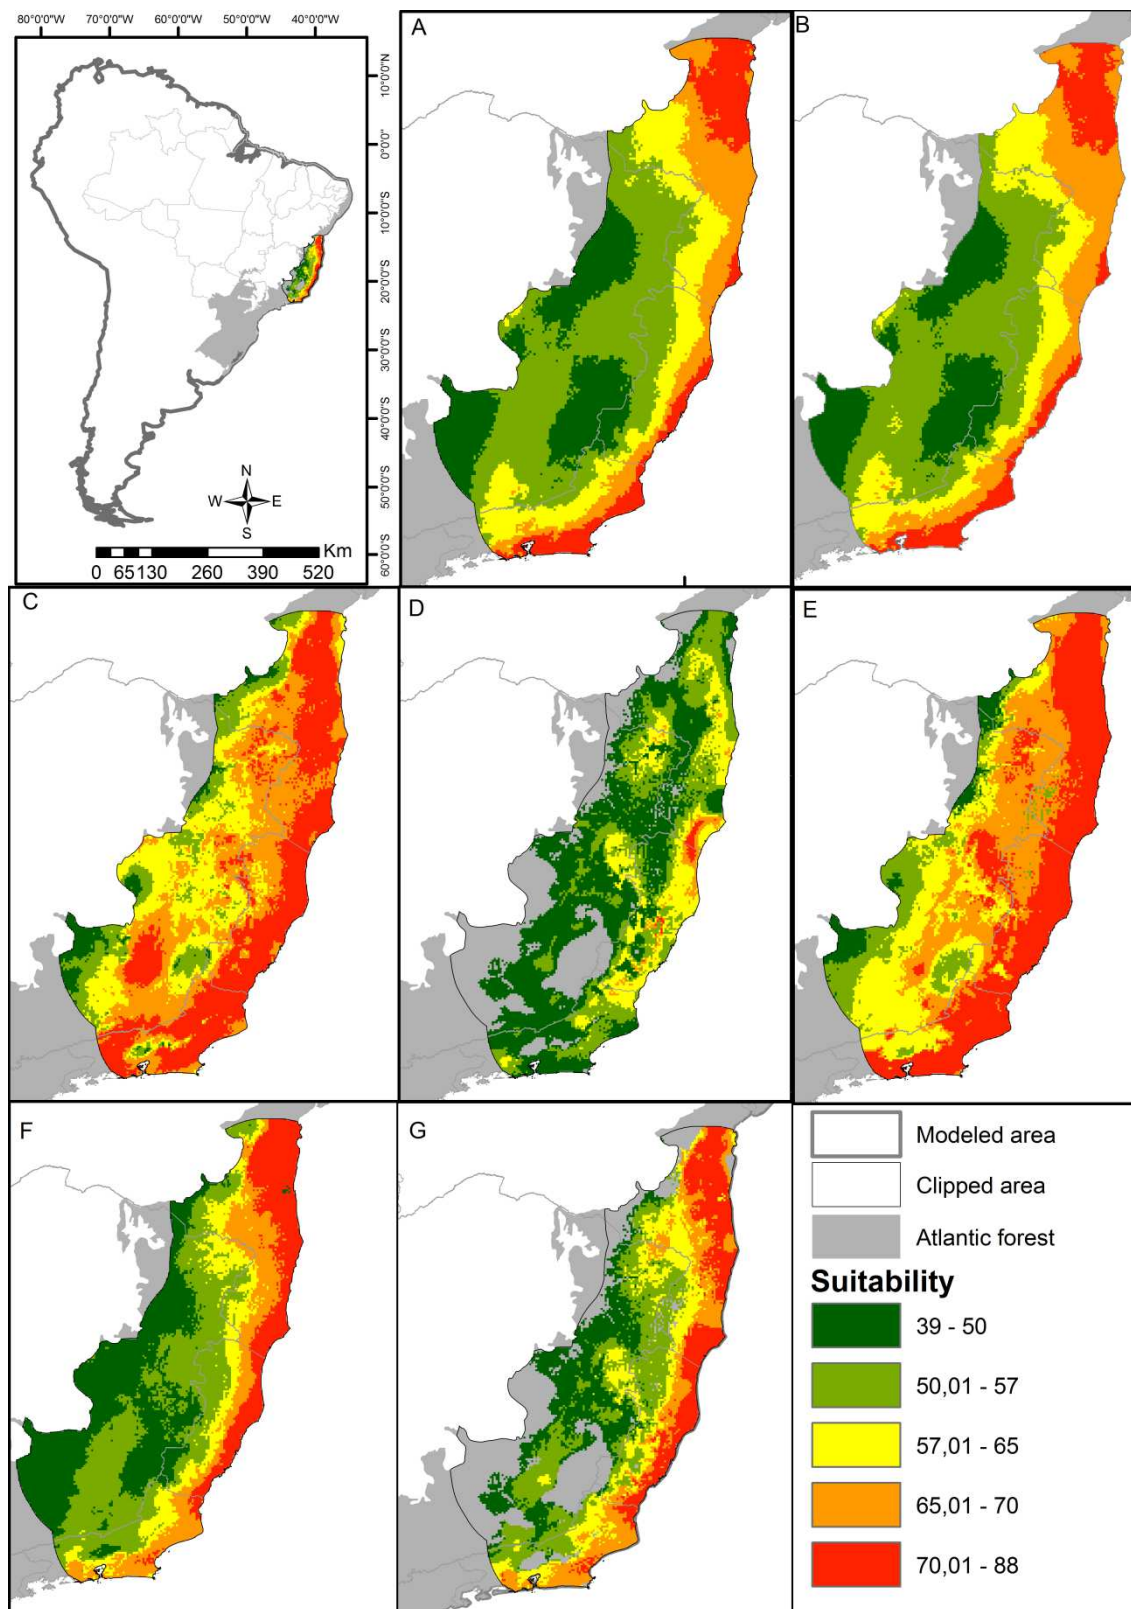 80°0'0"W 70°0'0"W 60°0'0"W 50°0'0"W 40°0'0"W
10°0'0"N
0°0'0"
10°0'0"S
20°0'0"S
30°0'0"S
40°0'0"S
50°0'0"S
60°0'0"S
N
W E
S
Km
0 65 130 260 390 520
A
B
C
D
E
F
G
Modeled area
Clipped area
Atlantic forest
Suitability
39 - 50
50,01 - 57
57,01 - 65
65,01 - 70
70,01 - 88